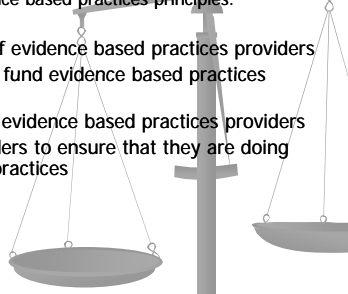 nce based practices principles.
f evidence based practices providers
fund evidence based practices
evidence based practices providers
ders to ensure that they are doing
practices